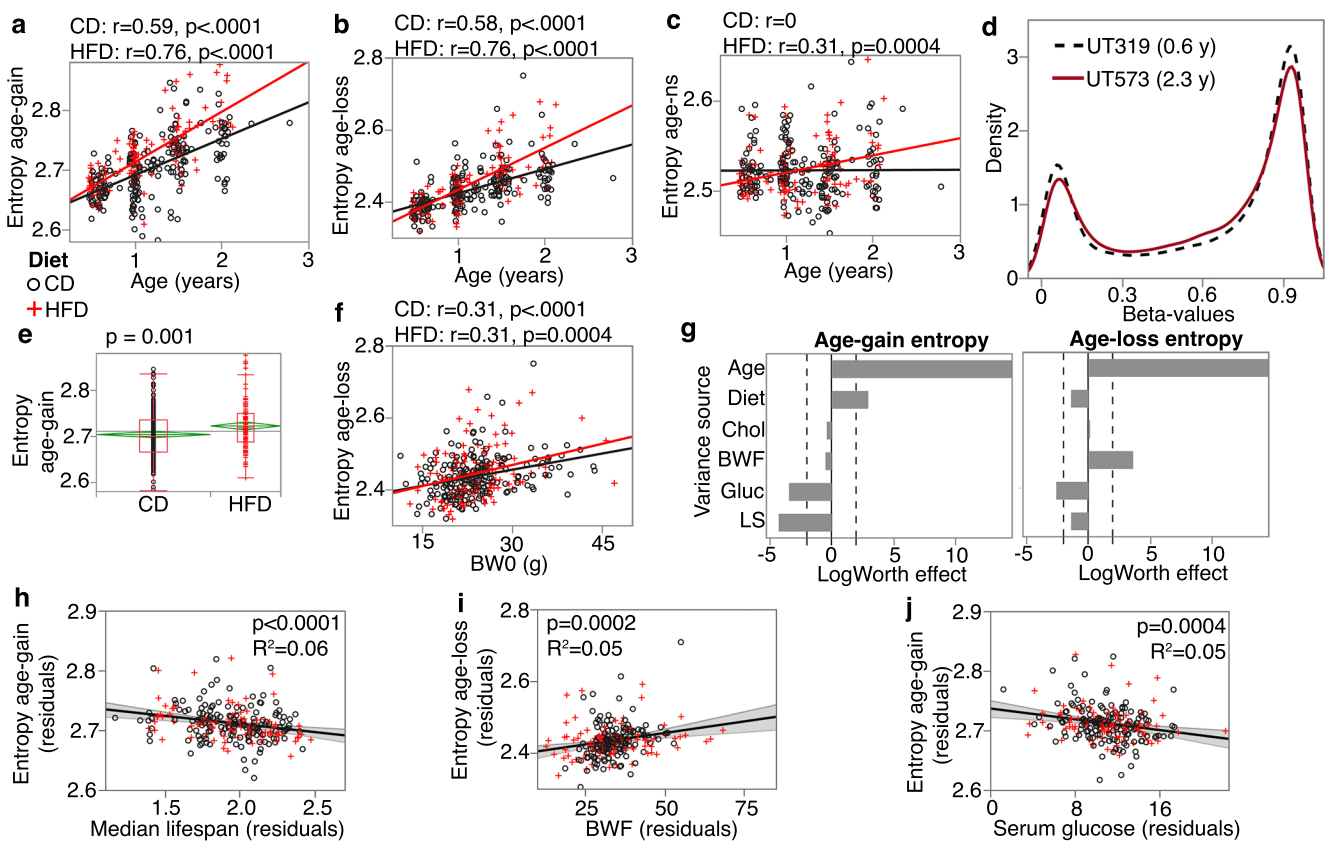 a
CD: r=0.59, p<.0001
HFD: r=0.76, p<.0001
Entropy age-gain
2.8
2.7
2.6
1
2
3
Age (years)
Diet
CD
HFD
b
CD: r=0.58, p<.0001
HFD: r=0.76, p<.0001
Entropy age-loss
2.8
2.6
2.4
1
2
3
Age (years)
c
CD: r=0
HFD: r=0.31, p=0.0004
Entropy age-ns
2.6
2.5
1
2
3
Age (years)
d
UT319 (0.6 y)
UT573 (2.3 y)
Density
3
2
1
0
0
0.3
0.6
0.9
Beta-values
e
p = 0.001
Entropy
age-gain
2.8
2.7
2.6
CD
HFD
f
CD: r=0.31, p<.0001
HFD: r=0.31, p=0.0004
Entropy age-loss
2.8
2.6
2.4
15
30
45
BW0 (g)
g
Age-gain entropy
Age-loss entropy
Variance source
Age
Diet
Chol
BWF
Gluc
LS
-5
0
5
10
LogWorth effect
-5
0
5
10
LogWorth effect
h
p<0.0001
R²=0.06
Entropy age-gain
(residuals)
2.9
2.8
2.7
2.6
1.5
2.0
2.5
Median lifespan (residuals)
i
p=0.0002
R²=0.05
Entropy age-loss
(residuals)
2.8
2.6
2.4
25
50
75
BWF (residuals)
j
p=0.0004
R²=0.05
Entropy age-gain
(residuals)
2.9
2.8
2.7
2.6
0
8
16
Serum glucose (residuals)